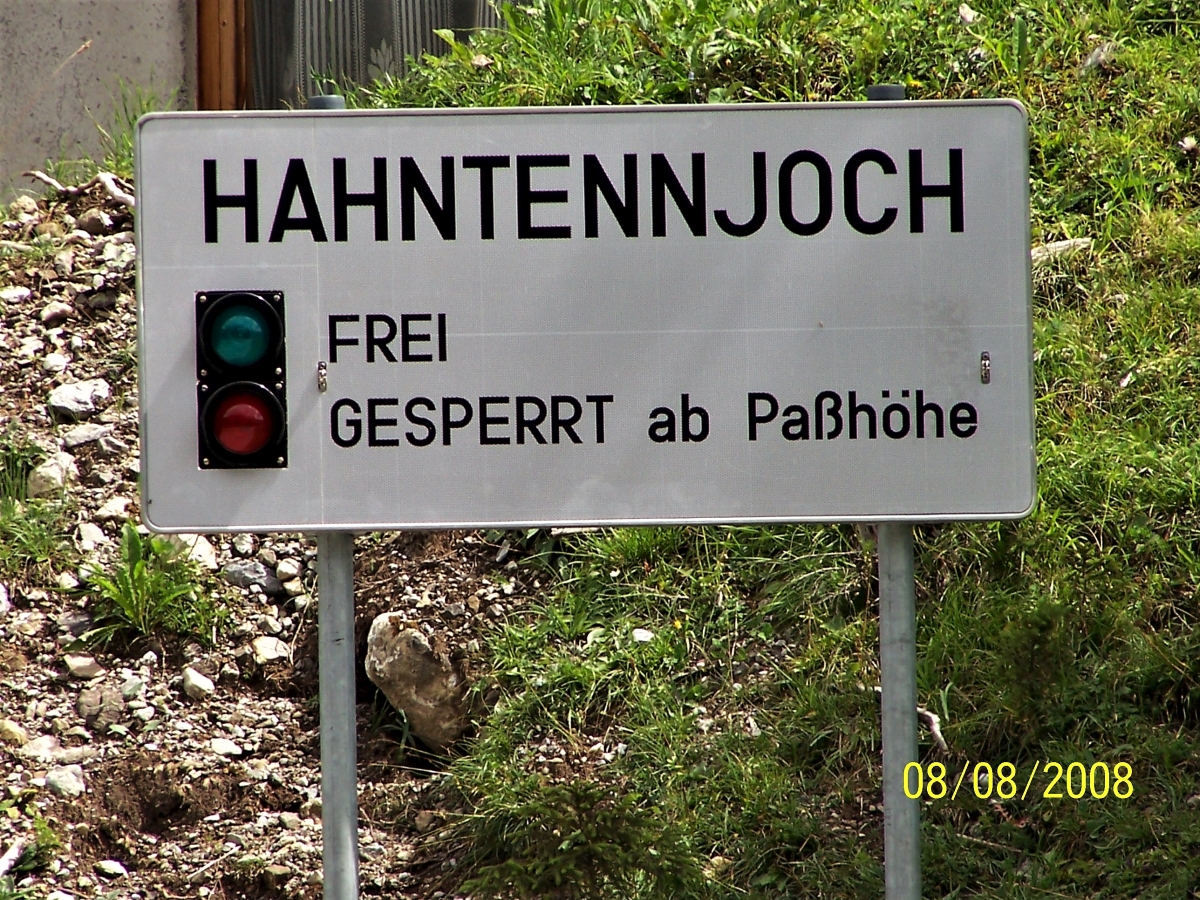 HAHNTENNJOCH
FREI
GESPERRT ab Paßhöhe
08/08/2008